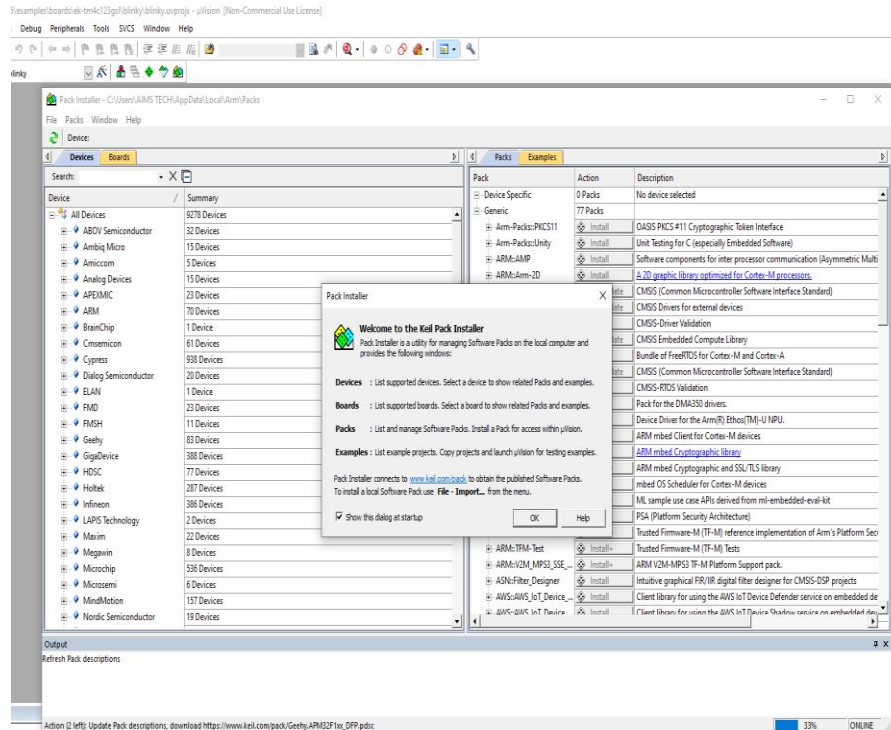 \examples\boards\ek-tm4c123gxl\blinky\blinky.uvprojx - µVision [Non-Commercial Use License]
Debug Peripherals Tools SVCS Window Help
blinky
Pack Installer - C:\Users\AIMS TECH\AppData\Local\Arm\Packs
File Packs Window Help
Device:
Devices Boards
Search:
Device / Summary
All Devices 9278 Devices
ABOV Semiconductor 32 Devices
Ambiq Micro 15 Devices
Amiccom 5 Devices
Analog Devices 15 Devices
APEXMIC 23 Devices
ARM 70 Devices
BrainChip 1 Device
Cmsemicon 61 Devices
Cypress 938 Devices
Dialog Semiconductor 20 Devices
ELAN 1 Device
FMD 23 Devices
FMSH 11 Devices
Geehy 83 Devices
GigaDevice 388 Devices
HDSC 77 Devices
Holtek 287 Devices
Infineon 386 Devices
LAPIS Technology 2 Devices
Maxim 22 Devices
Megawin 8 Devices
Microchip 536 Devices
Microsemi 6 Devices
MindMotion 157 Devices
Nordic Semiconductor 19 Devices
Packs Examples
Pack Action Description
Device Specific 0 Packs No device selected
Generic 77 Packs
Arm-Packs::PKCS11 Install OASIS PKCS #11 Cryptographic Token Interface
Arm-Packs::Unity Install Unit Testing for C (especially Embedded Software)
ARM::AMP Install Software components for inter processor communication (Asymmetric Multi
ARM::Arm-2D Install A 2D graphic library optimized for Cortex-M processors.
ate CMSIS (Common Microcontroller Software Interface Standard)
ate CMSIS Drivers for external devices
CMSIS-Driver Validation
ate CMSIS Embedded Compute Library
Bundle of FreeRTOS for Cortex-M and Cortex-A
ate CMSIS (Common Microcontroller Software Interface Standard)
CMSIS-RTOS Validation
Pack for the DMA350 drivers.
Device Driver for the Arm(R) Ethos(TM)-U NPU.
ARM mbed Client for Cortex-M devices
ARM mbed Cryptographic library
ARM mbed Cryptographic and SSL/TLS library
mbed OS Scheduler for Cortex-M devices
ML sample use case APIs derived from ml-embedded-eval-kit
PSA (Platform Security Architecture)
Trusted Firmware-M (TF-M) reference implementation of Arm's Platform Secu
ARM::TFM-Test Install+ Trusted Firmware-M (TF-M) Tests
ARM::V2M_MPS3_SSE_... Install+ ARM V2M-MPS3 TF-M Platform Support pack.
ASN::Filter_Designer Install Intuitive graphical FIR/IIR digital filter designer for CMSIS-DSP projects
AWS::AWS_IoT_Device_... Install Client library for using the AWS IoT Device Defender service on embedded de
AWS::AWS_IoT_Device_... Install Client library for using the AWS IoT Device Shadow service on embedded dev
Pack Installer X
Welcome to the Keil Pack Installer
Pack Installer is a utility for managing Software Packs on the local computer and
provides the following windows:
Devices : List supported devices. Select a device to show related Packs and examples.
Boards : List supported boards. Select a board to show related Packs and examples.
Packs : List and manage Software Packs. Install a Pack for access within µVision.
Examples : List example projects. Copy projects and launch µVision for testing examples.
Pack Installer connects to www.keil.com/pack to obtain the published Software Packs.
To install a local Software Pack use File - Import... from the menu.
Show this dialog at startup
OK Help
Output
Refresh Pack descriptions
Action (2 left): Update Pack descriptions, download https://www.keil.com/pack/Geehy.APM32F1xx_DFP.pdsc 33% ONLINE